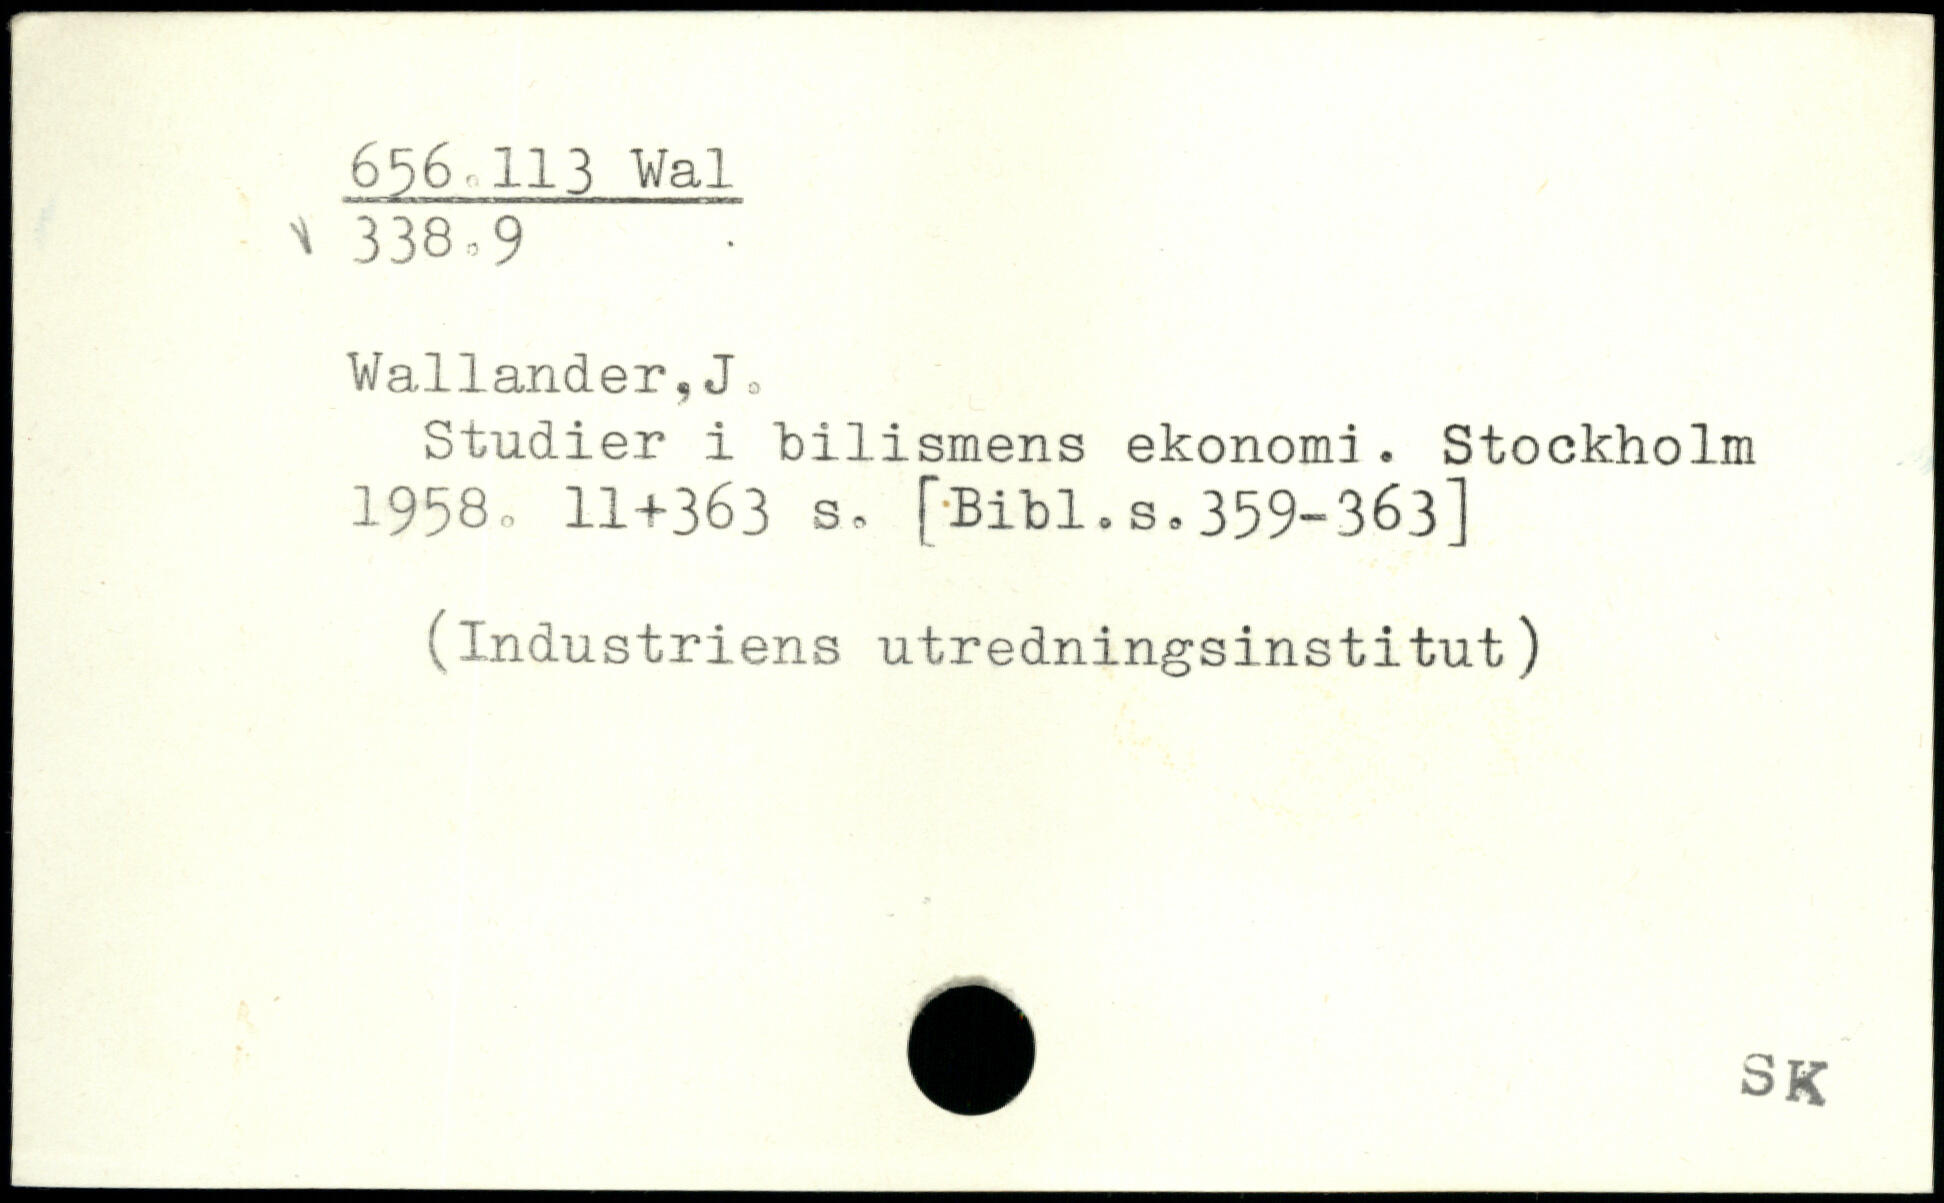 656.113 Wal
338.9
Wallander,J.
Studier i bilismens ekonomi. Stockholm
1958. 11+363 s. [Bibl.s.359-363]
(Industriens utredningsinstitut)
SK